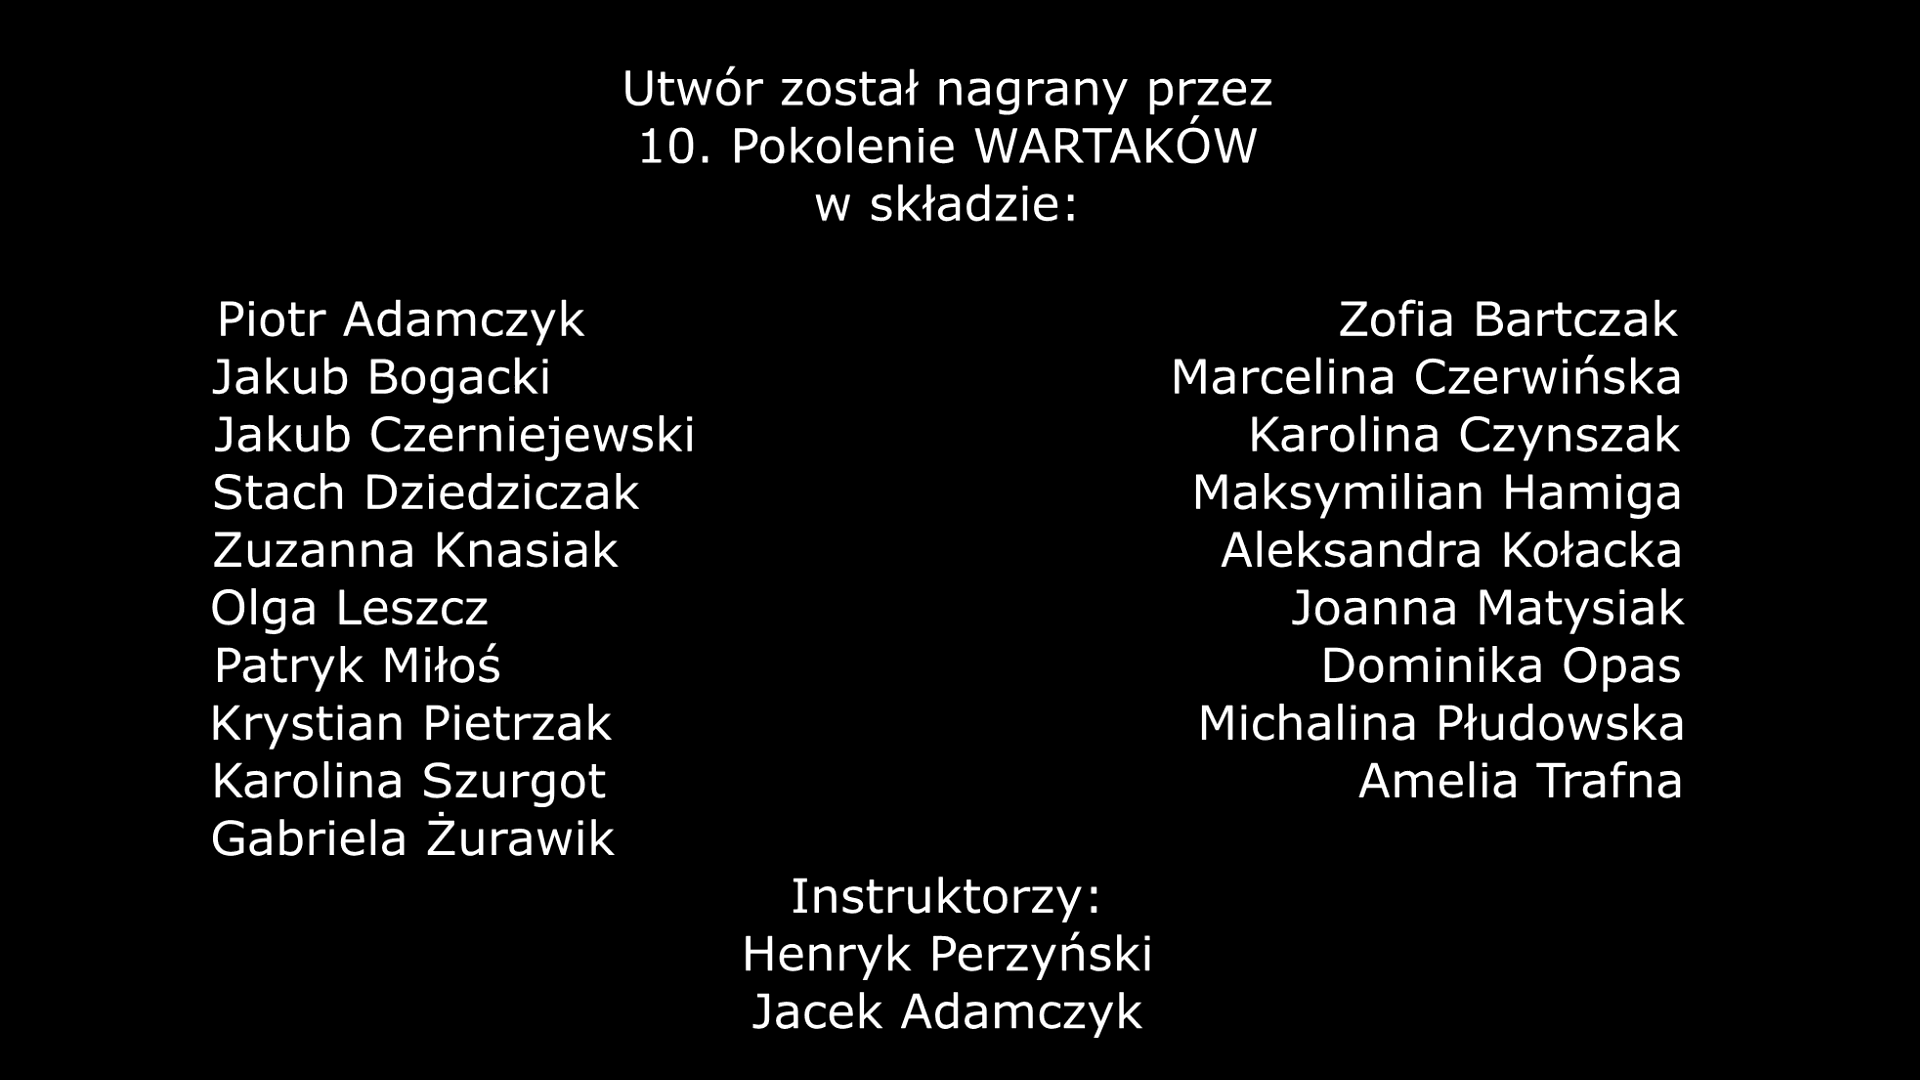 Utwór został nagrany przez
10. Pokolenie WARTAKÓW
w składzie:
Piotr Adamczyk
Jakub Bogacki
Jakub Czerniejewski
Stach Dziedziczak
Zuzanna Knasiak
Olga Leszcz
Patryk Miłoś
Krystian Pietrzak
Karolina Szurgot
Gabriela Żurawik
Zofia Bartczak
Marcelina Czerwińska
Karolina Czynszak
Maksymilian Hamiga
Aleksandra Kołacka
Joanna Matysiak
Dominika Opas
Michalina Płudowska
Amelia Trafna
Instruktorzy:
Henryk Perzyński
Jacek Adamczyk